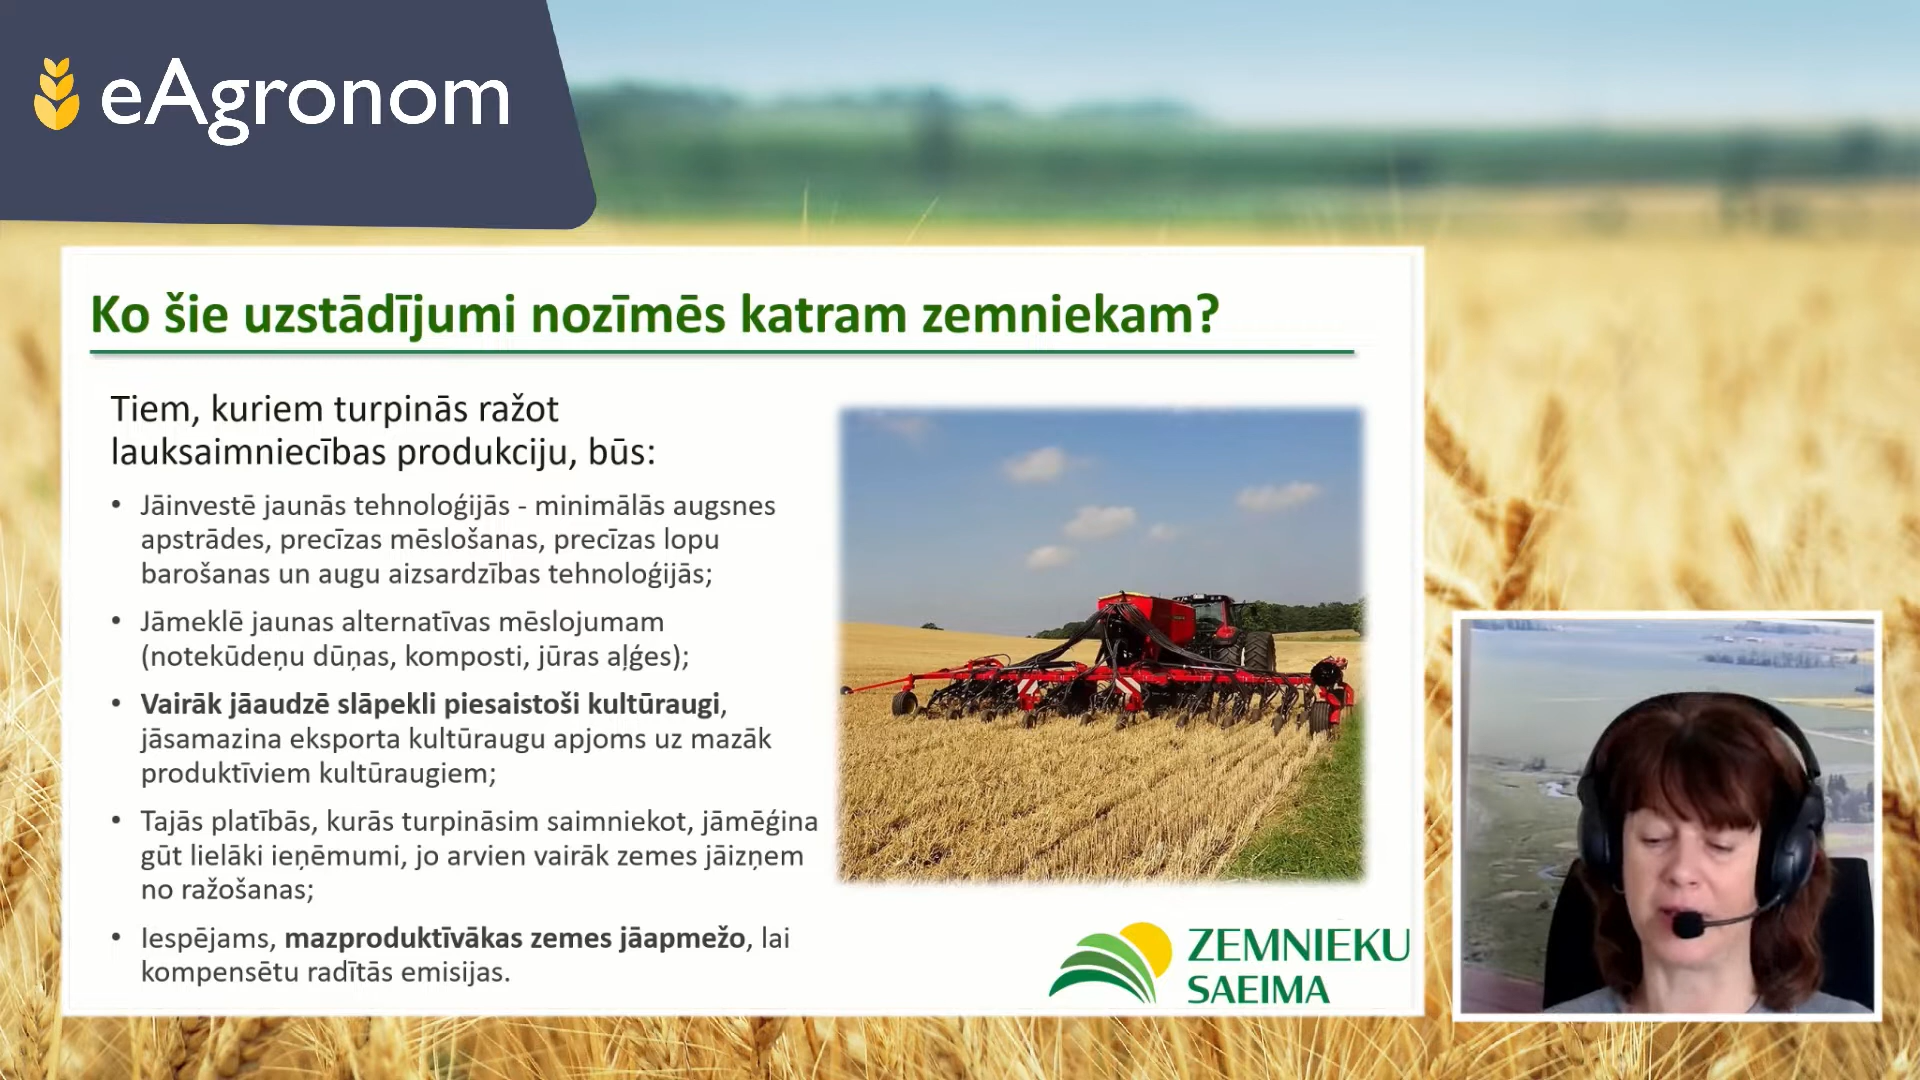 eAgronom
Ko šie uzstādījumi nozīmēs katram zemniekam?
Tiem, kuriem turpinās ražot
lauksaimniecības produkciju, būs:
• Jāinvestē jaunās tehnoloģijās - minimālās augsnes
apstrādes, precīzas mēslošanas, precīzas lopu
barošanas un augu aizsardzības tehnoloģijās;
• Jāmeklē jaunas alternatīvas mēslojumam
(notekūdeņu dūņas, komposti, jūras aļģes);
• Vairāk jāaudzē slāpekli piesaistoši kultūraugi,
jāsamazina eksporta kultūraugu apjoms uz mazāk
produktīviem kultūraugiem;
• Tajās platībās, kurās turpināsim saimniekot, jāmēģina
gūt lielāki ieņēmumi, jo arvien vairāk zemes jāizņem
no ražošanas;
• Iespējams, mazproduktīvākas zemes jāapmežo, lai
kompensētu radītās emisijas.
ZEMNIEKU
SAEIMA